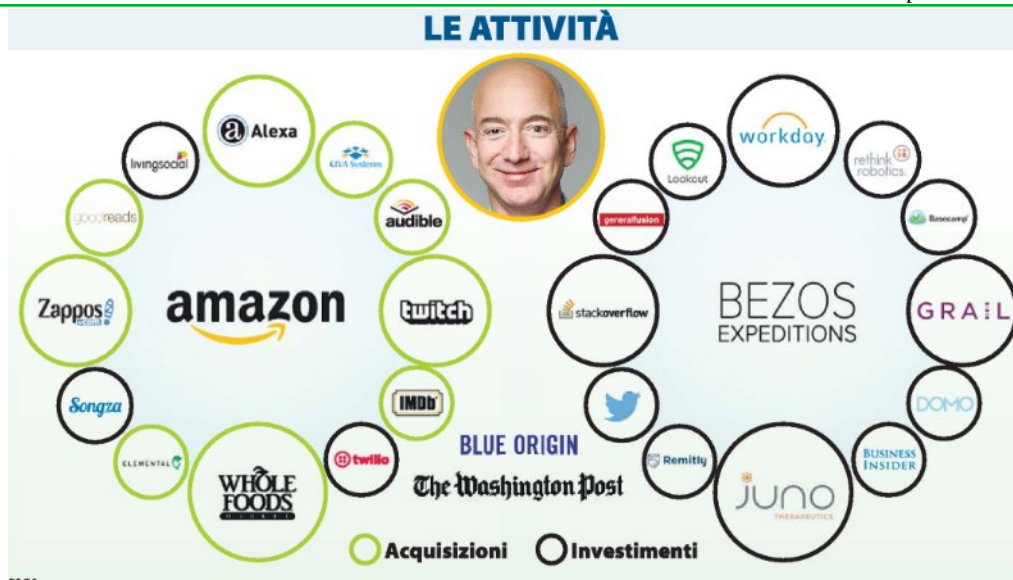 LE ATTIVITÀ
a Alexa
livingsocial
KIVA Systems
goodreads
audible
Zappos
.com
amazon
twitch
Songza
IMDb
ELEMENTAL
twilio
WHOLE
FOODS
MARKET
workday.
Lookout
rethink
robotics.
generalfusion
Basecamp
stackoverflow
BEZOS
EXPEDITIONS
GRAIL
DOMO
Remitly
BUSINESS
INSIDER
JUNO
THERAPEUTICS
BLUE ORIGIN
The Washington Post
Acquisizioni
Investimenti